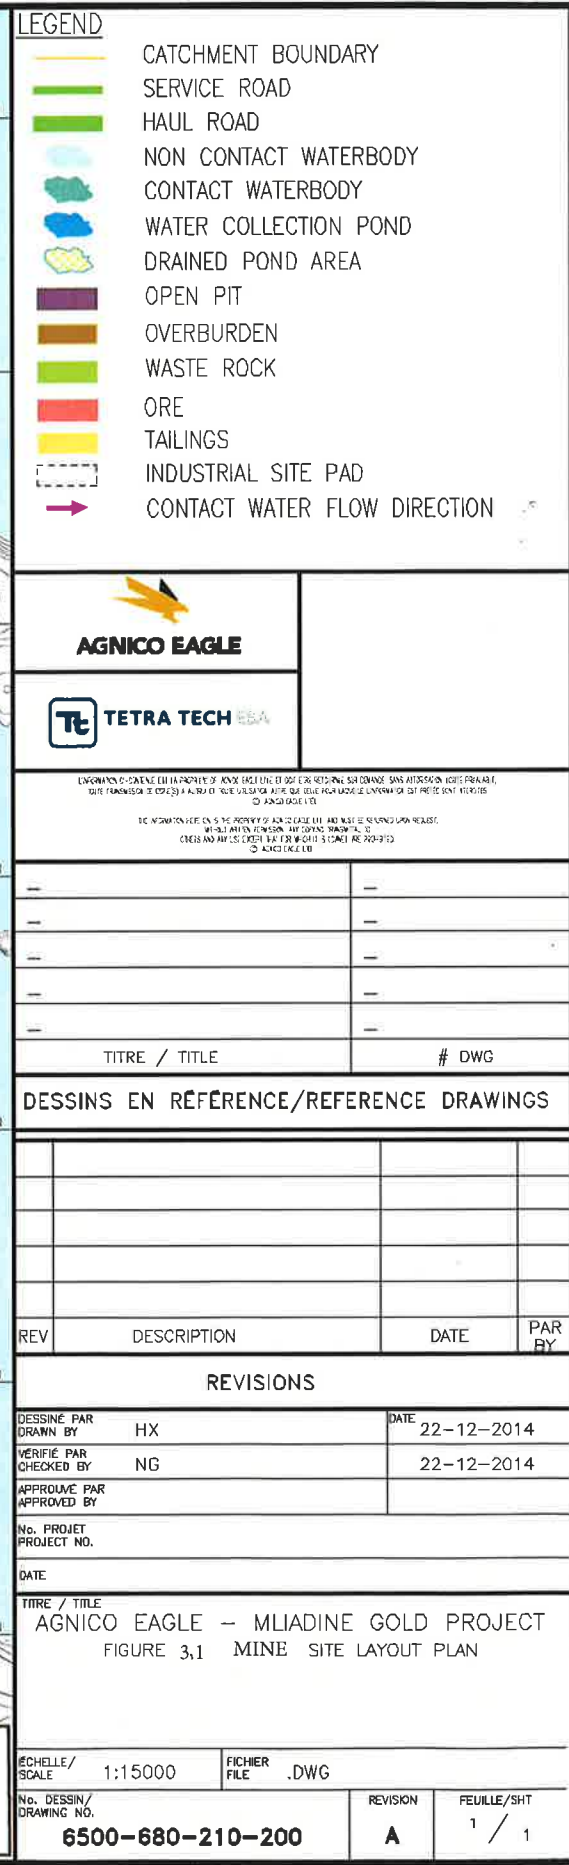 LEGEND
CATCHMENT BOUNDARY
SERVICE ROAD
HAUL ROAD
NON CONTACT WATERBODY
CONTACT WATERBODY
WATER COLLECTION POND
DRAINED POND AREA
OPEN PIT
OVERBURDEN
WASTE ROCK
ORE
TAILINGS
INDUSTRIAL SITE PAD
CONTACT WATER FLOW DIRECTION
AGNICO EAGLE
Tt TETRA TECH EBA
– –
– –
– –
– –
– –
TITRE / TITLE # DWG
DESSINS EN RÉFÉRENCE/REFERENCE DRAWINGS
REV DESCRIPTION DATE PAR
BY
REVISIONS
DESSINÉ PAR
DRAWN BY HX DATE 22-12-2014
VÉRIFIÉ PAR
CHECKED BY NG 22-12-2014
APPROUVÉ PAR
APPROVED BY
No. PROJET
PROJECT NO.
DATE
TITRE / TITLE
AGNICO EAGLE – MLIADINE GOLD PROJECT
FIGURE 3.1 MINE SITE LAYOUT PLAN
ÉCHELLE/
SCALE 1:15000
FICHIER
FILE .DWG
No. DESSIN/
DRAWING NO.
6500-680-210-200
REVISION
A
FEUILLE/SHT
1 / 1